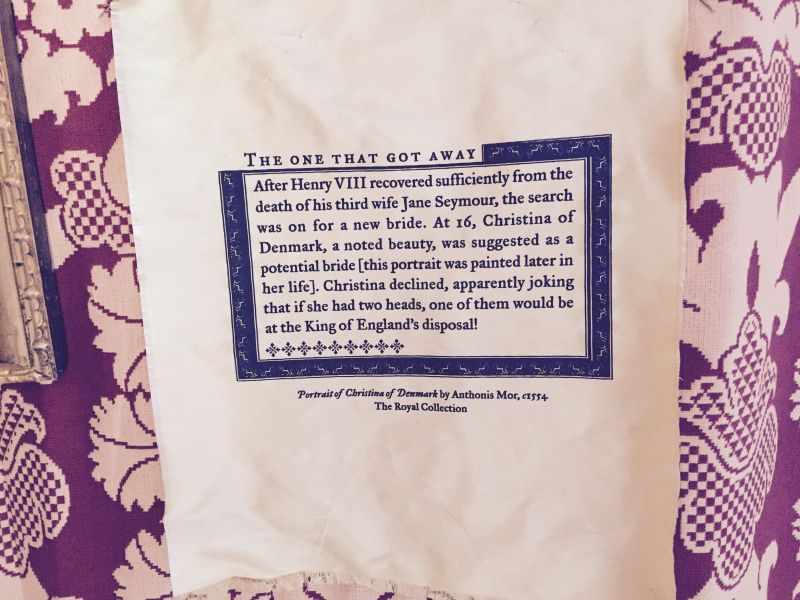 THE ONE THAT GOT AWAY
After Henry VIII recovered sufficiently from the
death of his third wife Jane Seymour, the search
was on for a new bride. At 16, Christina of
Denmark, a noted beauty, was suggested as a
potential bride [this portrait was painted later in
her life]. Christina declined, apparently joking
that if she had two heads, one of them would be
at the King of England's disposal!
Portrait of Christina of Denmark by Anthonis Mor, c1554
The Royal Collection